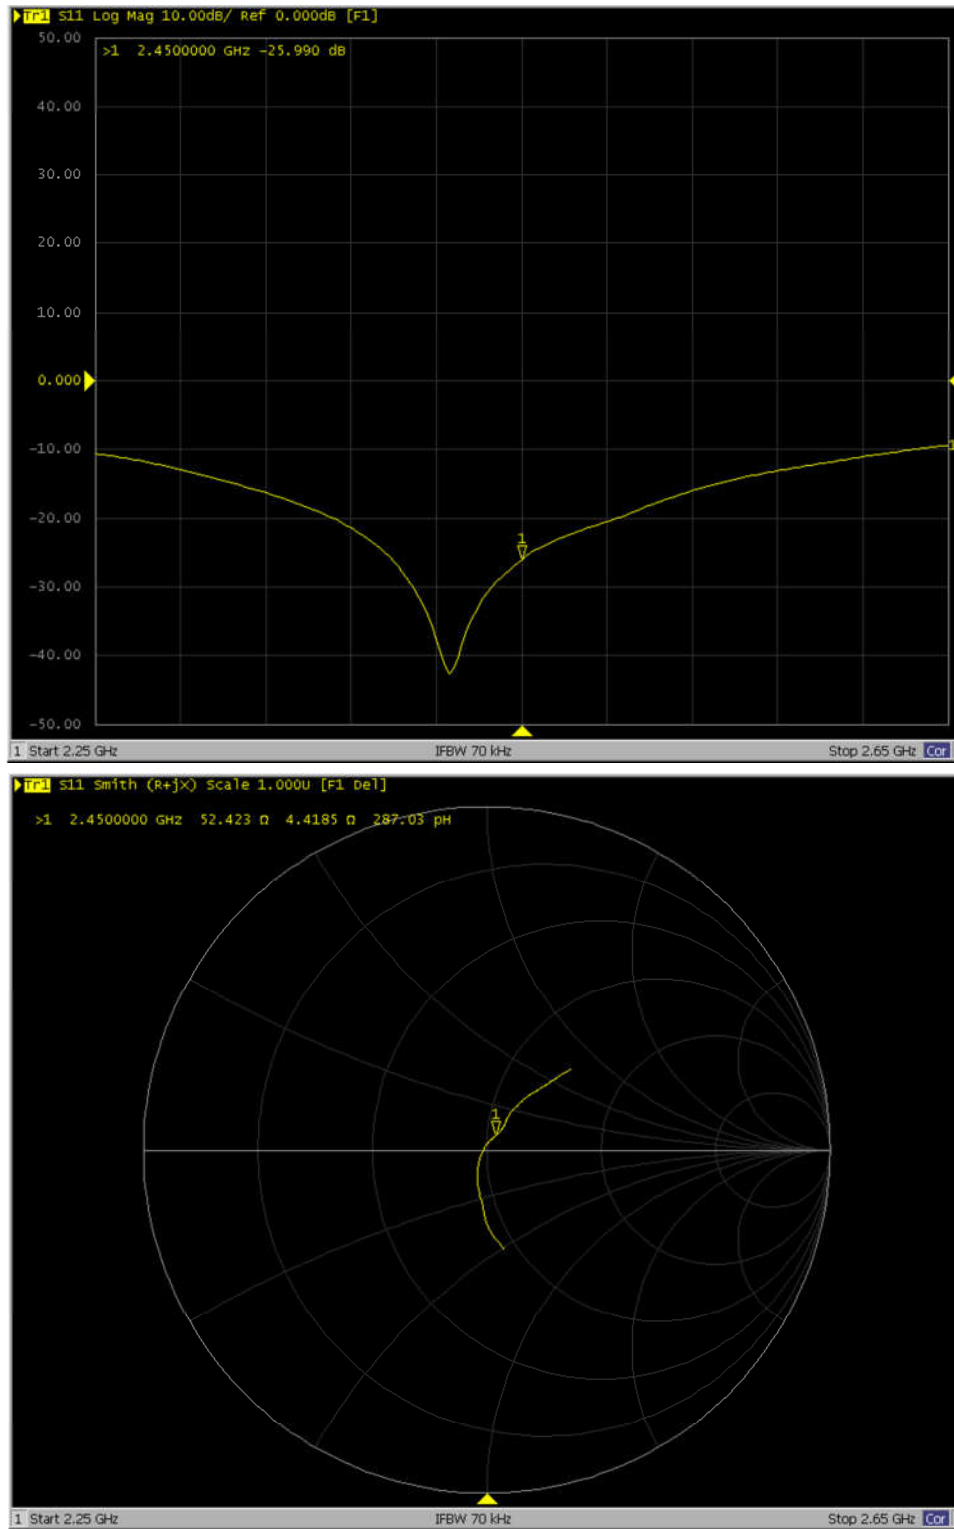 Tr1 S11 Log Mag 10.00dB/ Ref 0.000dB [F1]
50.00
>1 2.4500000 GHz -25.990 dB
40.00
30.00
20.00
10.00
0.000
-10.00
1
-20.00
1
-30.00
-40.00
-50.00
1 Start 2.25 GHz IFBW 70 kHz Stop 2.65 GHz Cor
Tr1 S11 Smith (R+jX) Scale 1.000U [F1 Del]
>1 2.4500000 GHz 52.423 Ω 4.4185 Ω 287.03 pH
1
1 Start 2.25 GHz IFBW 70 kHz Stop 2.65 GHz Cor